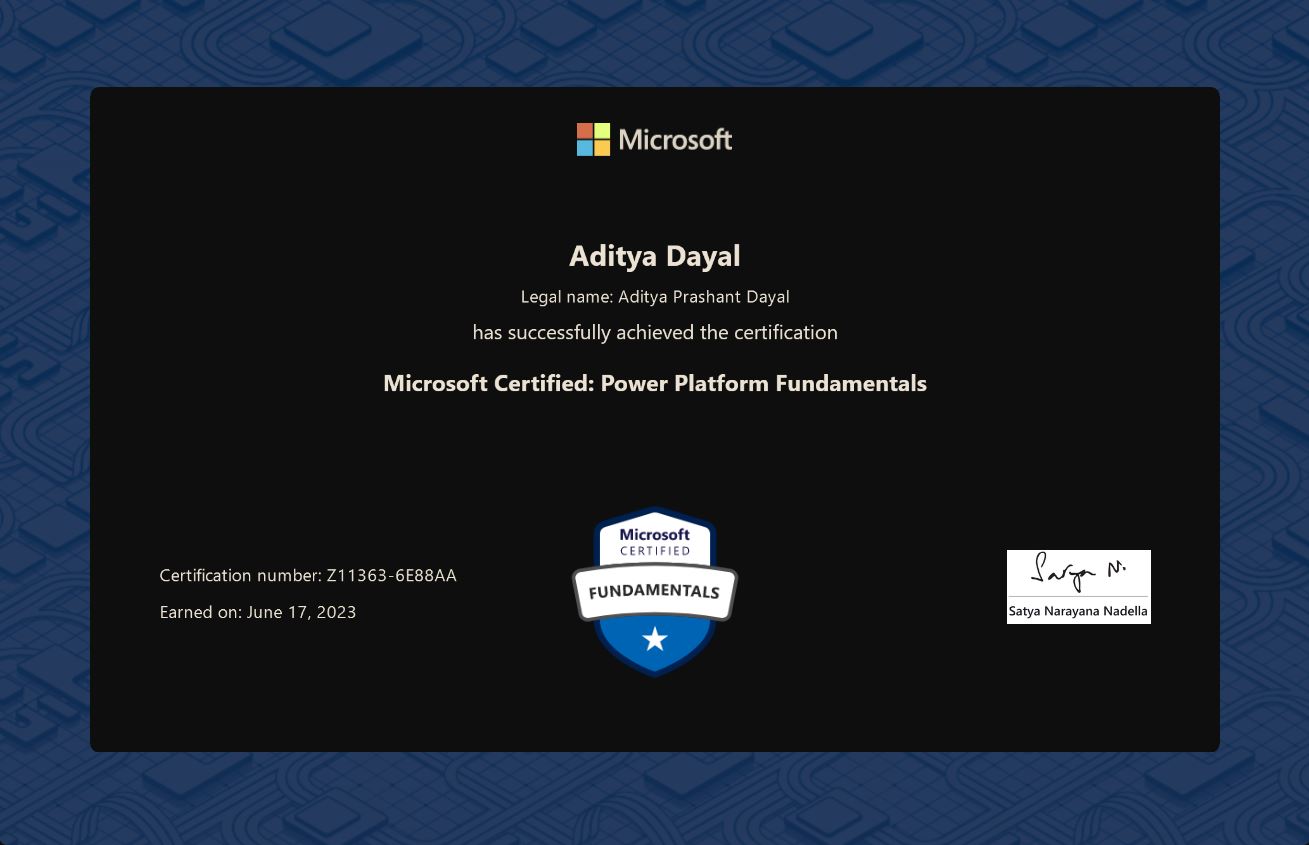 Microsoft
Aditya Dayal
Legal name: Aditya Prashant Dayal
has successfully achieved the certification
Microsoft Certified: Power Platform Fundamentals
Certification number: Z11363-6E88AA
Earned on: June 17, 2023
Microsoft
CERTIFIED
FUNDAMENTALS
Satya N.
Satya Narayana Nadella